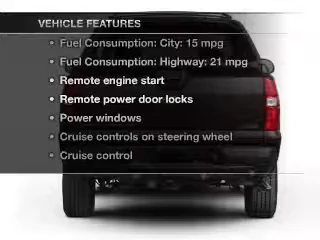 VEHICLE FEATURES
• Fuel Consumption: City: 15 mpg
• Fuel Consumption: Highway: 21 mpg
• Remote engine start
• Remote power door locks
• Power windows
• Cruise controls on steering wheel
• Cruise control